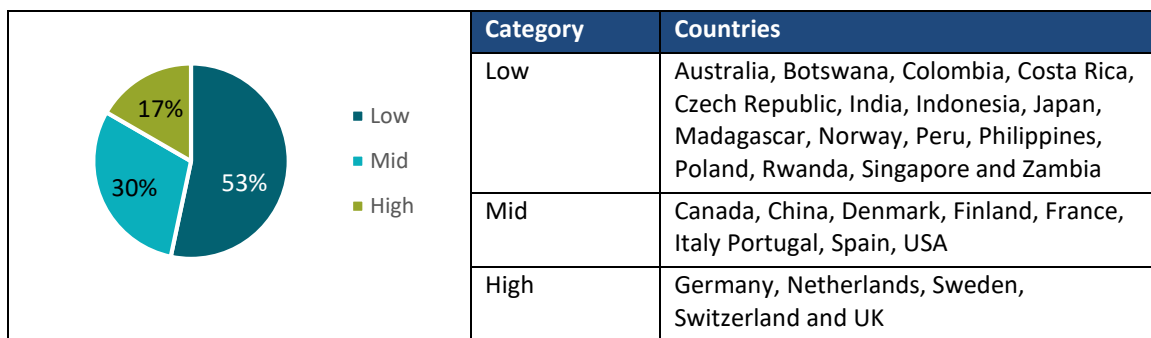 17%
30%
53%
Low
Mid
High
Category Countries
Low Australia, Botswana, Colombia, Costa Rica,
Czech Republic, India, Indonesia, Japan,
Madagascar, Norway, Peru, Philippines,
Poland, Rwanda, Singapore and Zambia
Mid Canada, China, Denmark, Finland, France,
Italy Portugal, Spain, USA
High Germany, Netherlands, Sweden,
Switzerland and UK